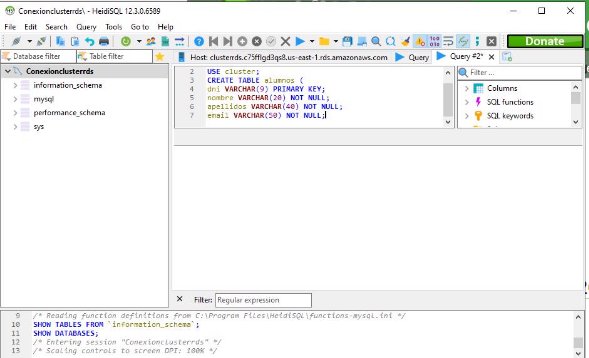 Conexionclusterrds\ - HeidiSQL 12.3.0.6589
File Edit Search Query Tools Go to Help
Donate
Database filter Table filter Host: clusterrds.c75fflgd3qs8.us-east-1.rds.amazonaws.com Query Query #2*
Conexionclusterrds
information_schema
mysql
performance_schema
sys
2 USE cluster;
3 CREATE TABLE alumnos (
4 dni VARCHAR(9) PRIMARY KEY;
5 nombre VARCHAR(20) NOT NULL;
6 apellidos VARCHAR(40) NOT NULL;
7 email VARCHAR(50) NOT NULL;
Filter ...
Columns
SQL functions
SQL keywords
Filter: Regular expression
9 /* Reading function definitions from C:\Program Files\HeidiSQL\functions-mysql.ini */
10 SHOW TABLES FROM `information_schema`;
11 SHOW DATABASES;
12 /* Entering session "Conexionclusterrds" */
13 /* Scaling controls to screen DPI: 100% */